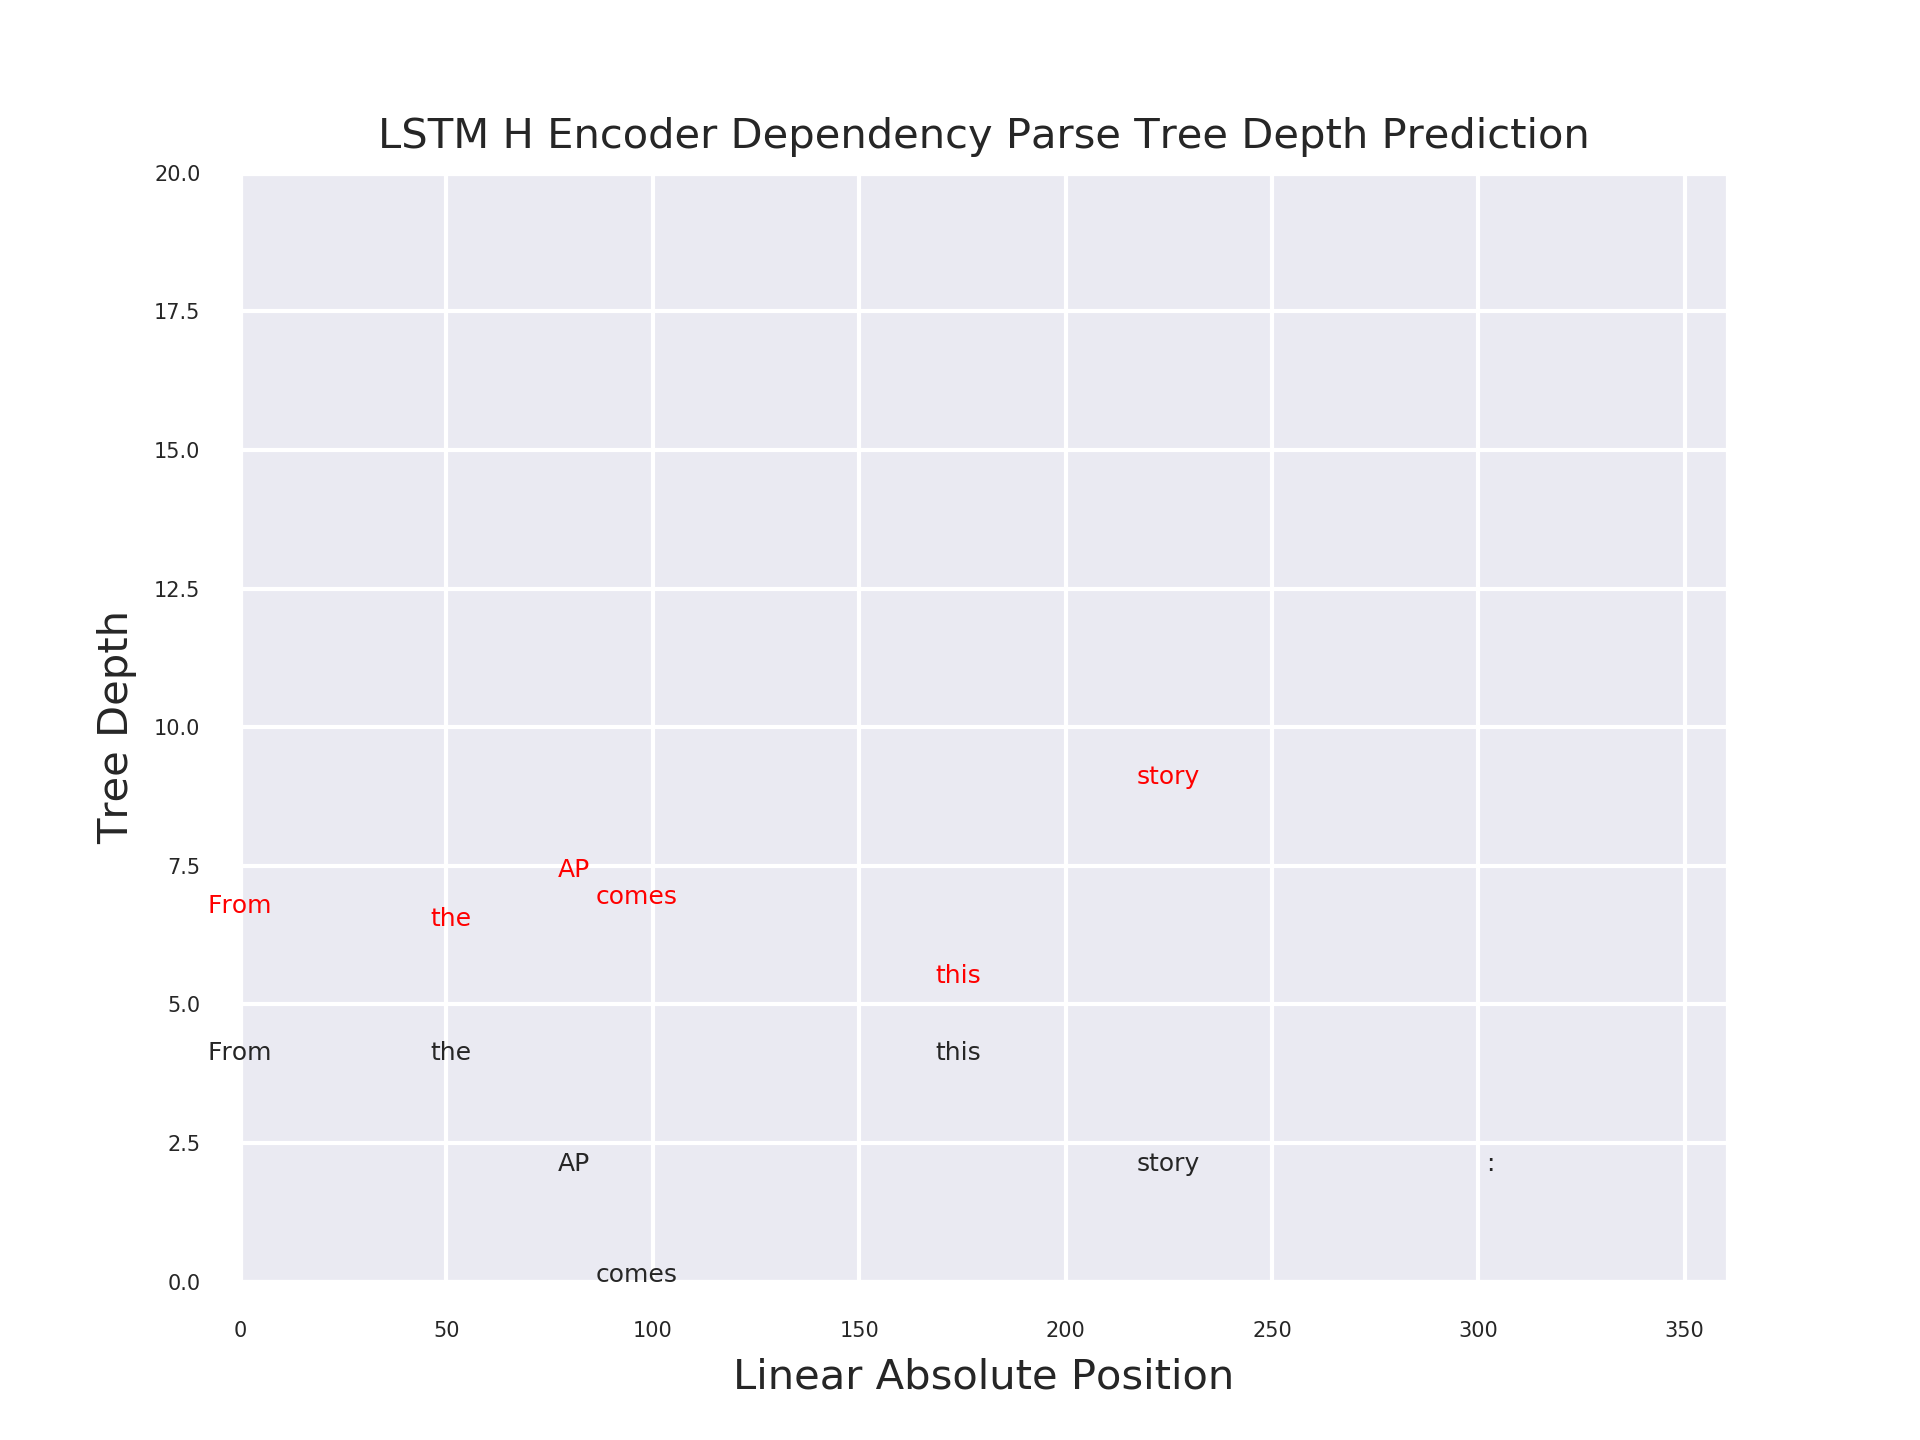 LSTM H Encoder Dependency Parse Tree Depth Prediction
20.0
17.5
15.0
12.5
10.0
7.5
5.0
2.5
0.0
Tree Depth
story
AP
comes
From
the
this
From
the
this
AP
story
:
comes
0 50 100 150 200 250 300 350
Linear Absolute Position